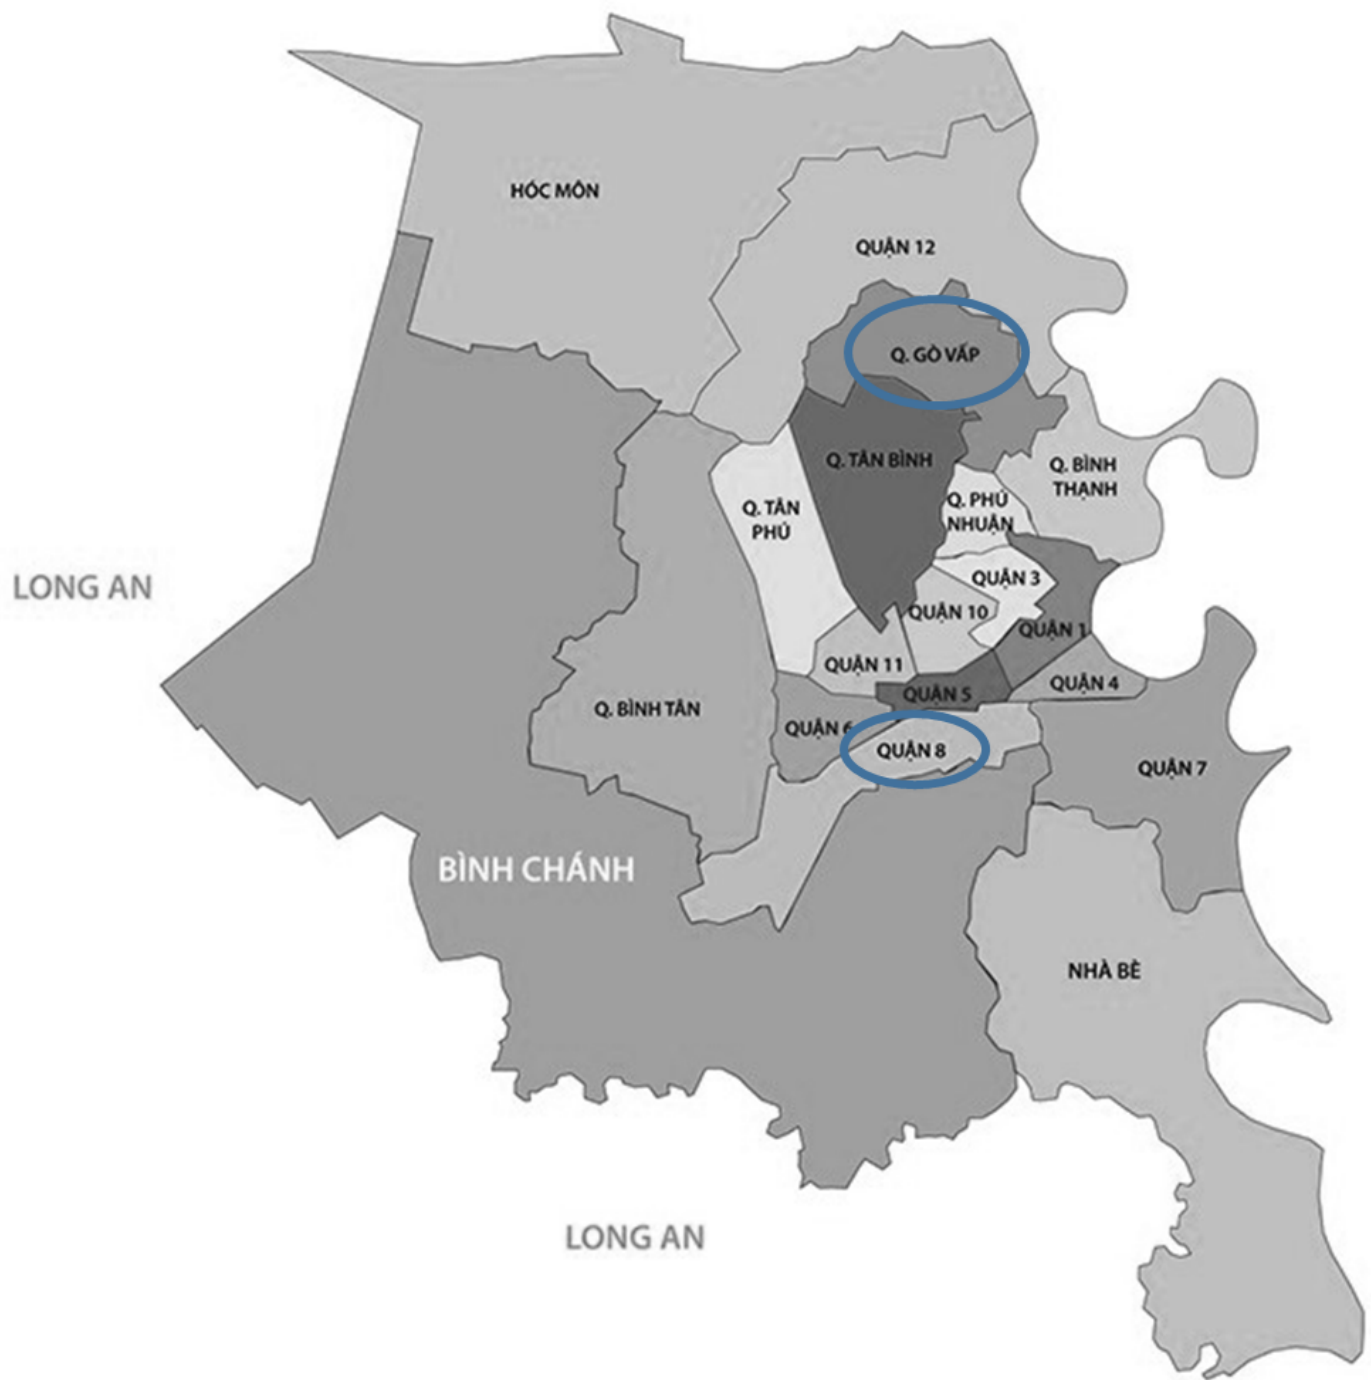 HÓC MÔN
QUẬN 12
Q. GÒ VẤP
Q. TÂN BÌNH
Q. BÌNH
THẠNH
Q. TÂN
PHÚ
Q. PHÚ
NHUẬN
LONG AN
QUẬN 3
QUẬN 10
QUẬN 1
QUẬN 11
QUẬN 4
QUẬN 5
Q. BÌNH TÂN
QUẬN 6
QUẬN 8
QUẬN 7
BÌNH CHÁNH
NHÀ BÈ
LONG AN